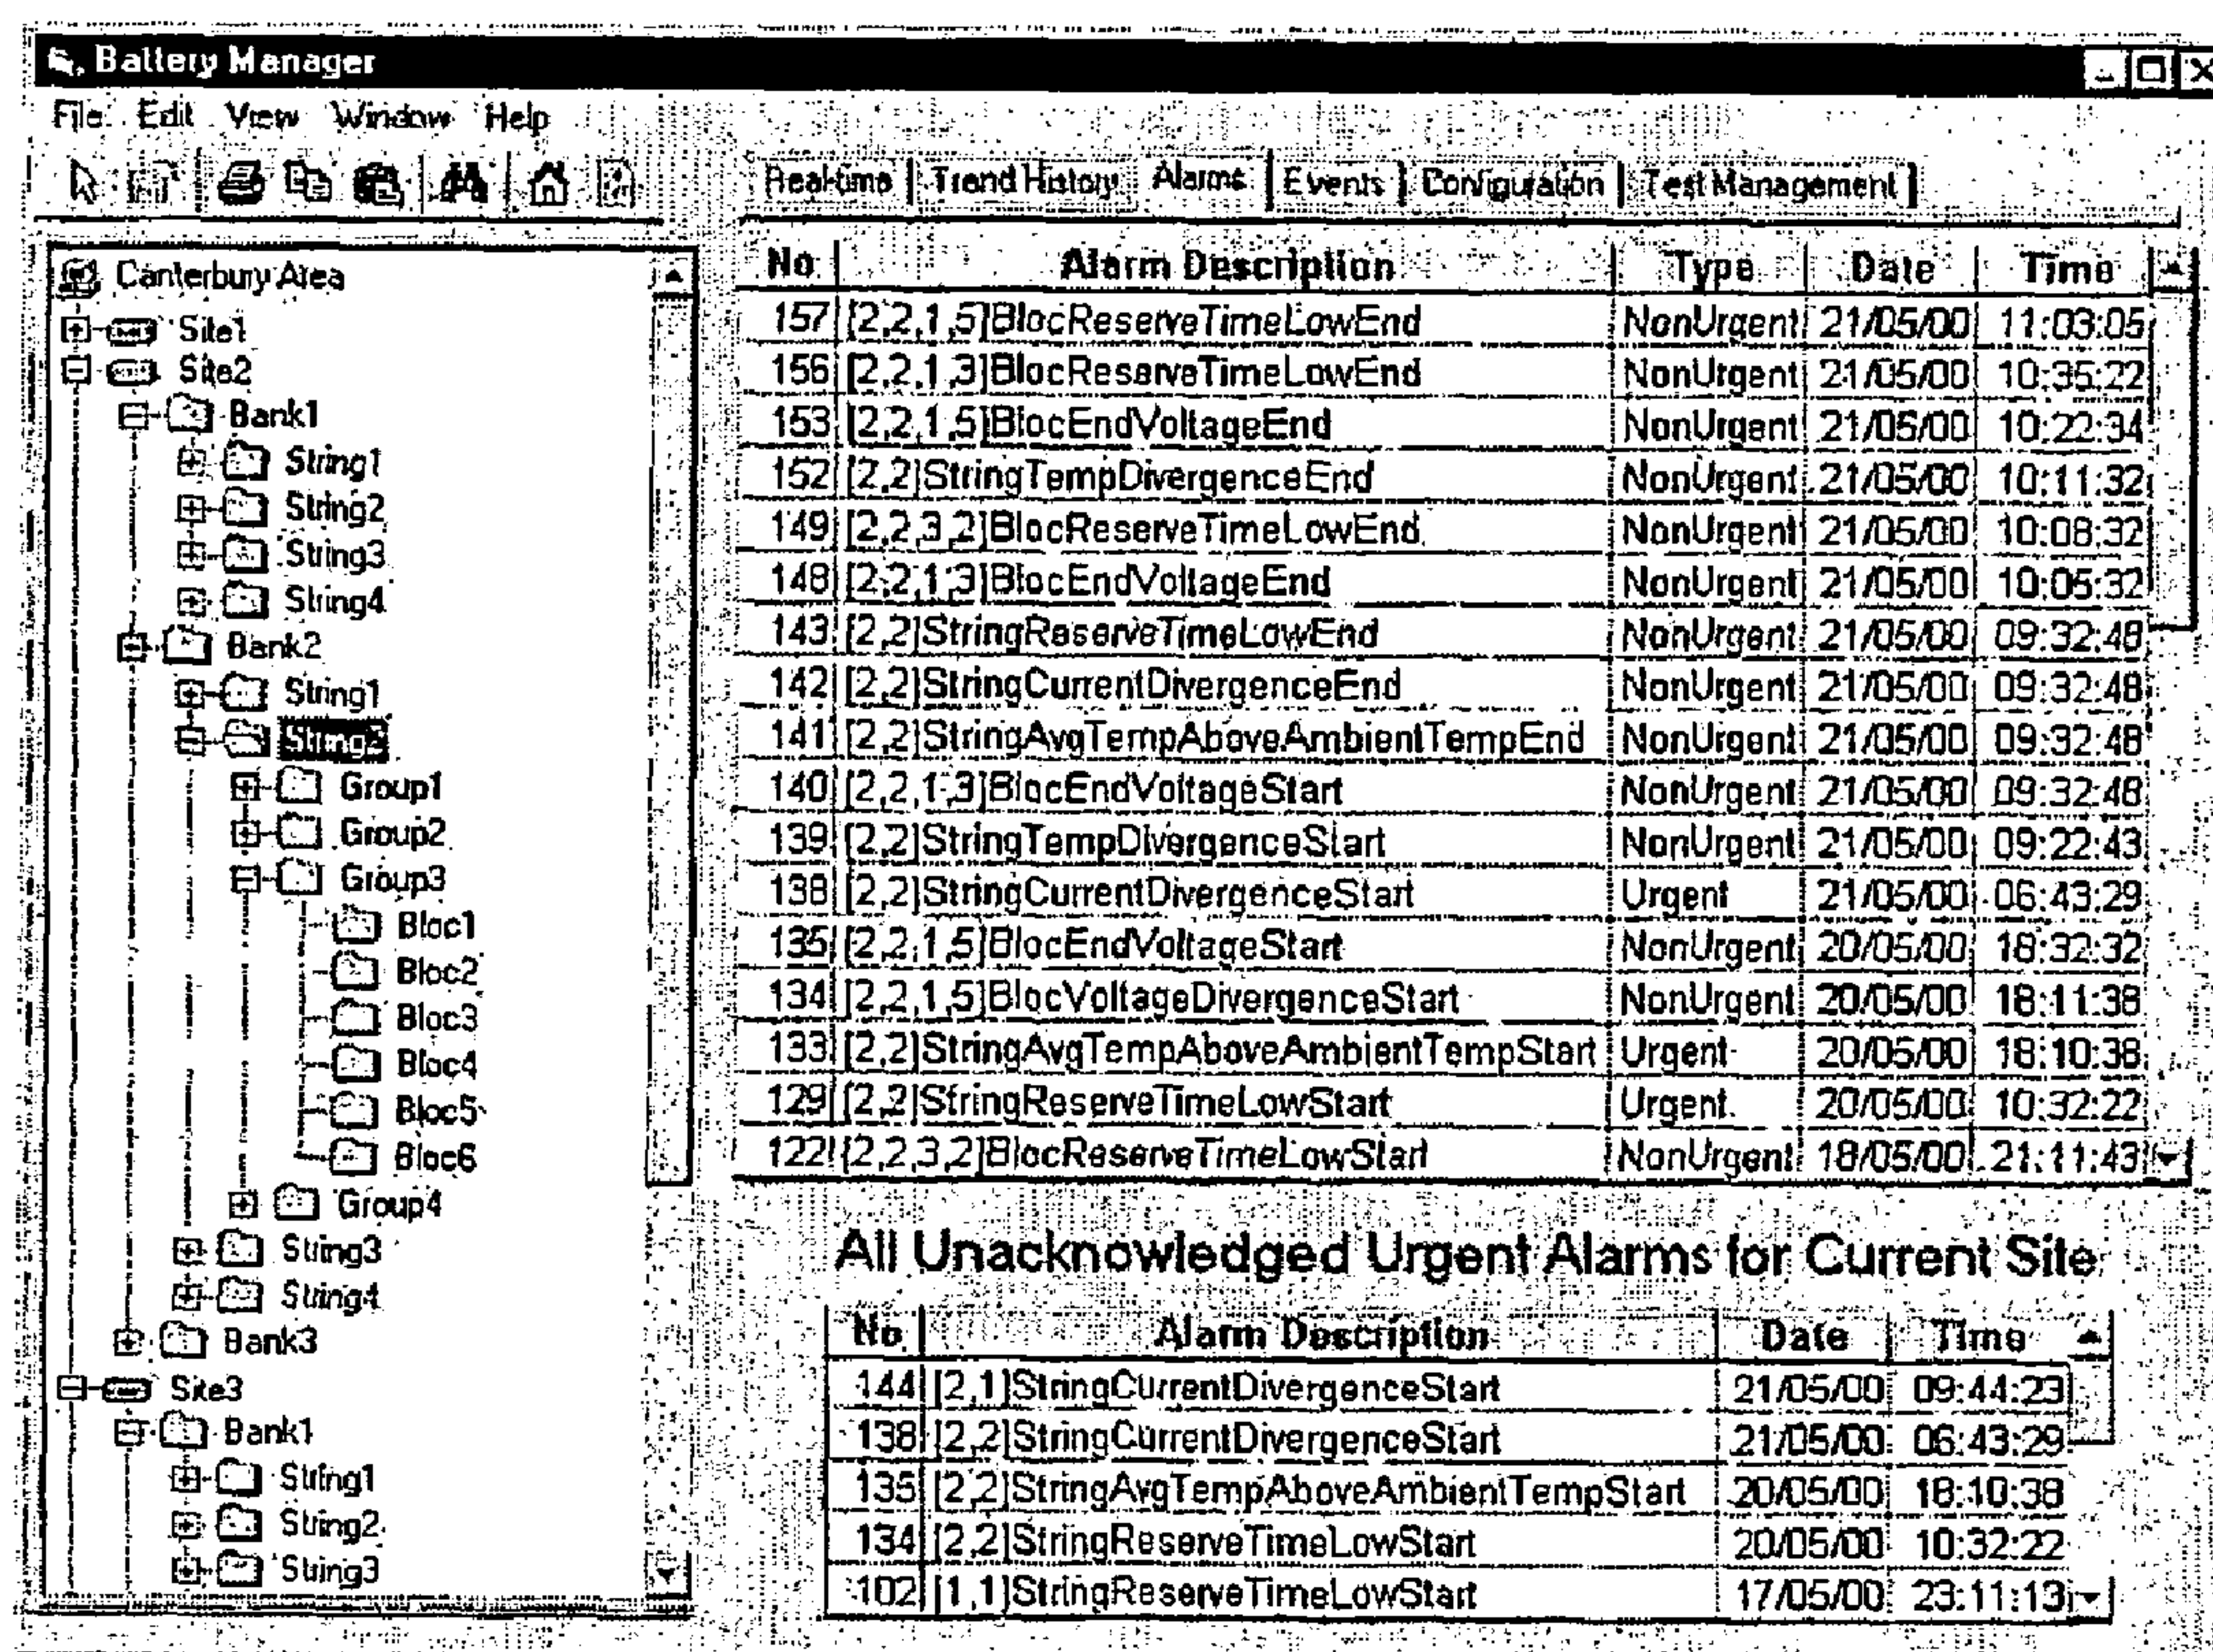 Battery Manager
File Edit View Window Help
Real-time Trend History Alarms Events Configuration Test Management
Canterbury Area
Site1
Site2
Bank1
String1
String2
String3
String4
Bank2
String1
String2
Group1
Group2
Group3
Bloc1
Bloc2
Bloc3
Bloc4
Bloc5
Bloc6
Group4
String3
String4
Bank3
Site3
Bank1
String1
String2
String3
No Alarm Description Type Date Time
157 [2,2,1,5]BlocReserveTimeLowEnd NonUrgent 21/05/00 11:03:05
156 [2,2,1,3]BlocReserveTimeLowEnd NonUrgent 21/05/00 10:35:22
153 [2,2,1,5]BlocEndVoltageEnd NonUrgent 21/05/00 10:22:34
152 [2,2]StringTempDivergenceEnd NonUrgent 21/05/00 10:11:32
149 [2,2,3,2]BlocReserveTimeLowEnd NonUrgent 21/05/00 10:08:32
148 [2,2,1,3]BlocEndVoltageEnd NonUrgent 21/05/00 10:05:32
143 [2,2]StringReserveTimeLowEnd NonUrgent 21/05/00 09:32:48
142 [2,2]StringCurrentDivergenceEnd NonUrgent 21/05/00 09:32:48
141 [2,2]StringAvgTempAboveAmbientTempEnd NonUrgent 21/05/00 09:32:48
140 [2,2,1,3]BlocEndVoltageStart NonUrgent 21/05/00 09:32:48
139 [2,2]StringTempDivergenceStart NonUrgent 21/05/00 09:22:43
138 [2,2]StringCurrentDivergenceStart Urgent 21/05/00 06:43:29
135 [2,2,1,5]BlocEndVoltageStart NonUrgent 20/05/00 18:32:32
134 [2,2,1,5]BlocVoltageDivergenceStart NonUrgent 20/05/00 18:11:38
133 [2,2]StringAvgTempAboveAmbientTempStart Urgent 20/05/00 18:10:38
129 [2,2]StringReserveTimeLowStart Urgent 20/05/00 10:32:22
122 [2,2,3,2]BlocReserveTimeLowStart NonUrgent 18/05/00 21:11:43
All Unacknowledged Urgent Alarms for Current Site
No Alarm Description Date Time
144 [2,1]StringCurrentDivergenceStart 21/05/00 09:44:23
138 [2,2]StringCurrentDivergenceStart 21/05/00 06:43:29
135 [2,2]StringAvgTempAboveAmbientTempStart 20/05/00 18:10:38
134 [2,2]StringReserveTimeLowStart 20/05/00 10:32:22
102 [1,1]StringReserveTimeLowStart 17/05/00 23:11:13